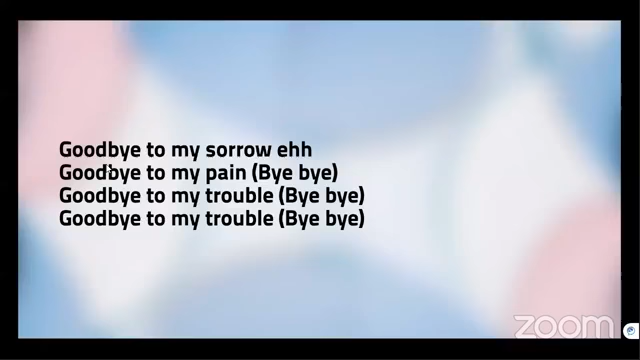 Goodbye to my sorrow ehh
Goodbye to my pain (Bye bye)
Goodbye to my trouble (Bye bye)
Goodbye to my trouble (Bye bye)
zoom